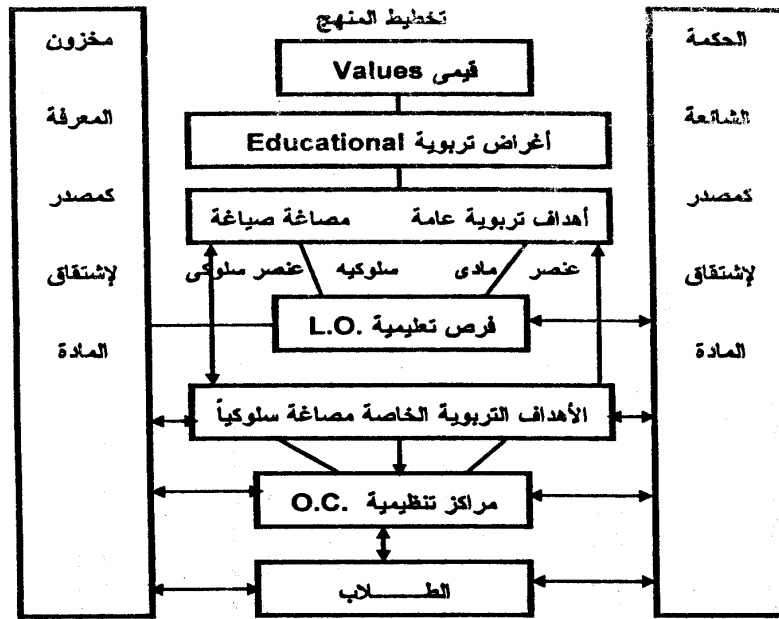 تخطيط المنهج
الحكمة
الشائعة
كمصدر
لإشتقاق
المادة
قيمى Values
أغراض تربوية Educational
أهداف تربوية عامة مصاغة صياغة
عنصر مادى سلوكيه عنصر سلوكى
فرص تعليمية L.O.
الأهداف التربوية الخاصة مصاغة سلوكياً
مراكز تنظيمية O.C.
الطـــــلاب
مخزون
المعرفة
كمصدر
لإشتقاق
المادة